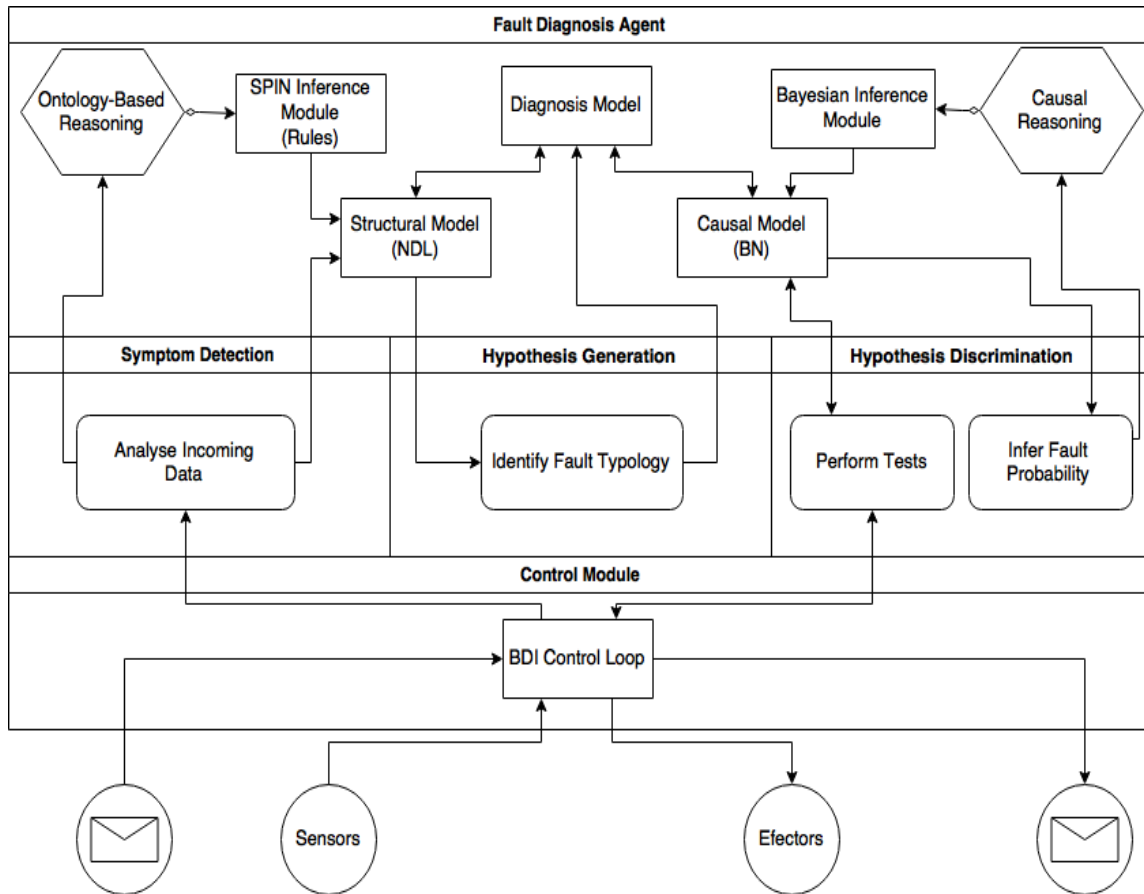 Fault Diagnosis Agent
Ontology-Based
Reasoning
SPIN Inference
Module
(Rules)
Diagnosis Model
Bayesian Inference
Module
Causal
Reasoning
Structural Model
(NDL)
Causal Model
(BN)
Symptom Detection
Hypothesis Generation
Hypothesis Discrimination
Analyse Incoming
Data
Identify Fault Typology
Perform Tests
Infer Fault
Probability
Control Module
BDI Control Loop
Sensors
Efectors